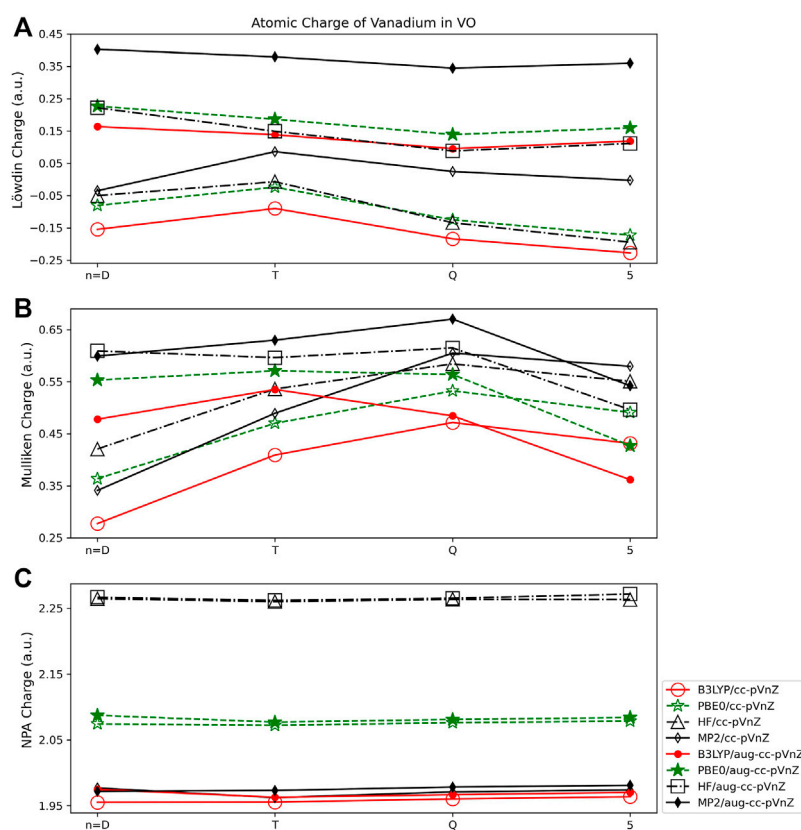 A
Atomic Charge of Vanadium in VO
Löwdin Charge (a.u.)
0.45
0.35
0.25
0.15
0.05
−0.05
−0.15
−0.25
n=D T Q 5
B
Mulliken Charge (a.u.)
0.65
0.55
0.45
0.35
0.25
n=D T Q 5
C
NPA Charge (a.u.)
2.25
2.15
2.05
1.95
n=D T Q 5
B3LYP/cc-pVnZ
PBE0/cc-pVnZ
HF/cc-pVnZ
MP2/cc-pVnZ
B3LYP/aug-cc-pVnZ
PBE0/aug-cc-pVnZ
HF/aug-cc-pVnZ
MP2/aug-cc-pVnZ